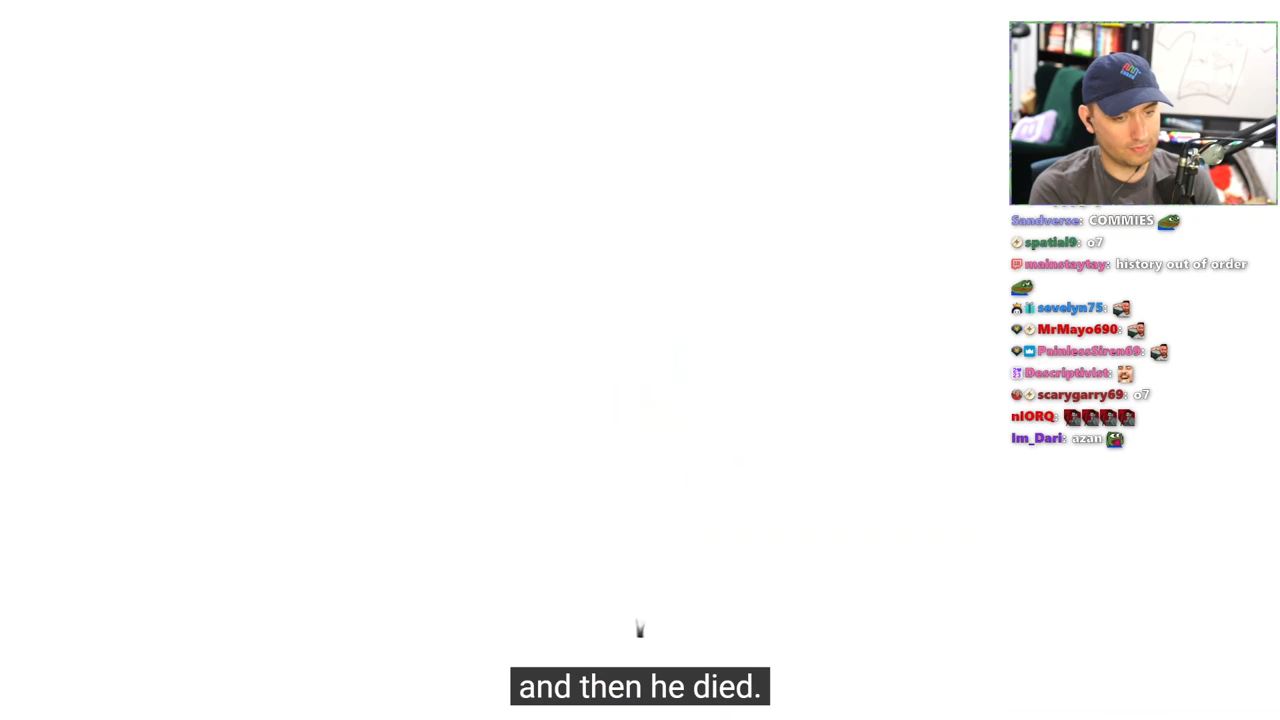 Sandverse: COMMIES
spatial9: o7
mainstaytay: history out of order
sevelyn75:
MrMayo690:
PainlessSiren69:
Descriptivist:
scarygarry69: o7
nIORQ:
Im_Dari: azan
and then he died.